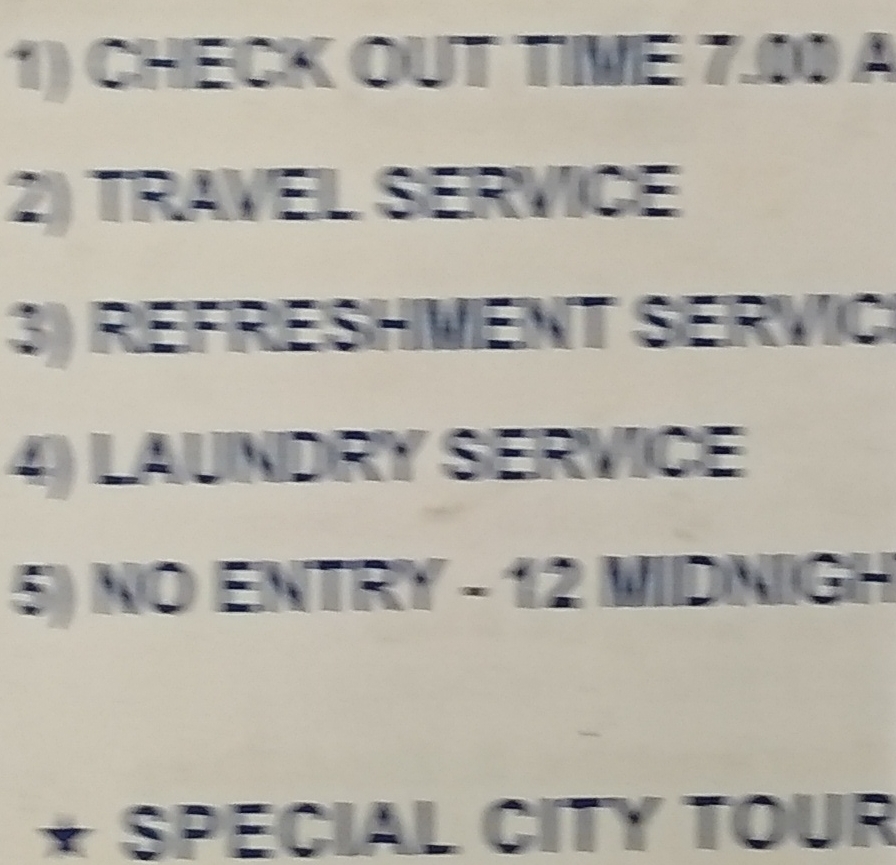 1) CHECK OUT TIME 7.00 A
2) TRAVEL SERVICE
3) REFRESHMENT SERVIC
4) LAUNDRY SERVICE
5) NO ENTRY - 12 MIDNIGH
★ SPECIAL CITY TOUR